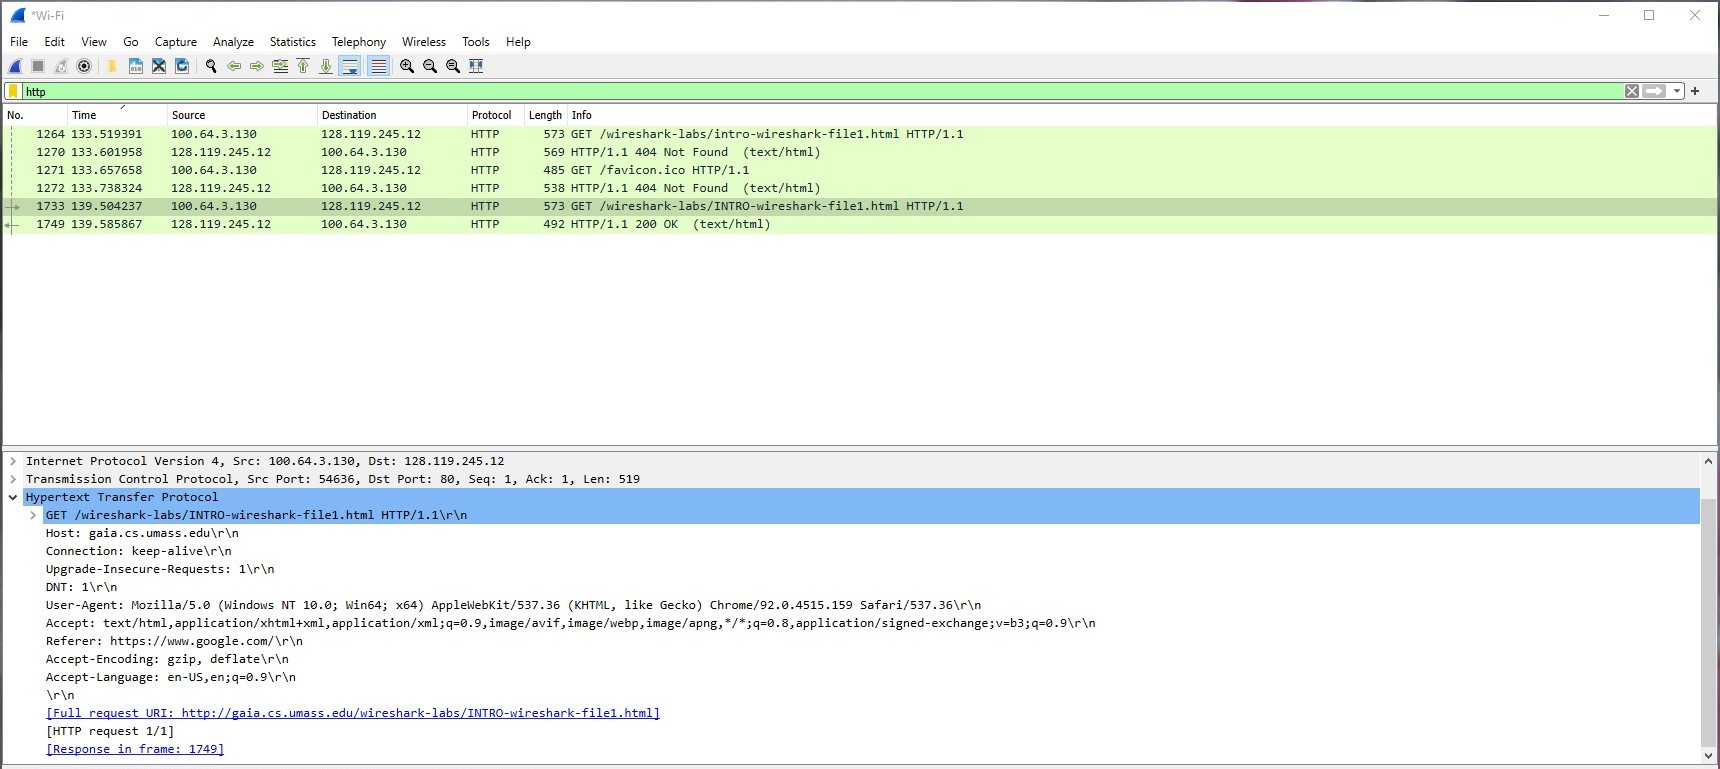 *Wi-Fi
File Edit View Go Capture Analyze Statistics Telephony Wireless Tools Help
http
No. Time Source Destination Protocol Length Info
1264 133.519391 100.64.3.130 128.119.245.12 HTTP 573 GET /wireshark-labs/intro-wireshark-file1.html HTTP/1.1
1270 133.601958 128.119.245.12 100.64.3.130 HTTP 569 HTTP/1.1 404 Not Found (text/html)
1271 133.657658 100.64.3.130 128.119.245.12 HTTP 485 GET /favicon.ico HTTP/1.1
1272 133.738324 128.119.245.12 100.64.3.130 HTTP 538 HTTP/1.1 404 Not Found (text/html)
1733 139.504237 100.64.3.130 128.119.245.12 HTTP 573 GET /wireshark-labs/INTRO-wireshark-file1.html HTTP/1.1
1749 139.585867 128.119.245.12 100.64.3.130 HTTP 492 HTTP/1.1 200 OK (text/html)
Internet Protocol Version 4, Src: 100.64.3.130, Dst: 128.119.245.12
Transmission Control Protocol, Src Port: 54636, Dst Port: 80, Seq: 1, Ack: 1, Len: 519
Hypertext Transfer Protocol
GET /wireshark-labs/INTRO-wireshark-file1.html HTTP/1.1\r\n
Host: gaia.cs.umass.edu\r\n
Connection: keep-alive\r\n
Upgrade-Insecure-Requests: 1\r\n
DNT: 1\r\n
User-Agent: Mozilla/5.0 (Windows NT 10.0; Win64; x64) AppleWebKit/537.36 (KHTML, like Gecko) Chrome/92.0.4515.159 Safari/537.36\r\n
Accept: text/html,application/xhtml+xml,application/xml;q=0.9,image/avif,image/webp,image/apng,*/*;q=0.8,application/signed-exchange;v=b3;q=0.9\r\n
Referer: https://www.google.com/\r\n
Accept-Encoding: gzip, deflate\r\n
Accept-Language: en-US,en;q=0.9\r\n
\r\n
[Full request URI: http://gaia.cs.umass.edu/wireshark-labs/INTRO-wireshark-file1.html]
[HTTP request 1/1]
[Response in frame: 1749]